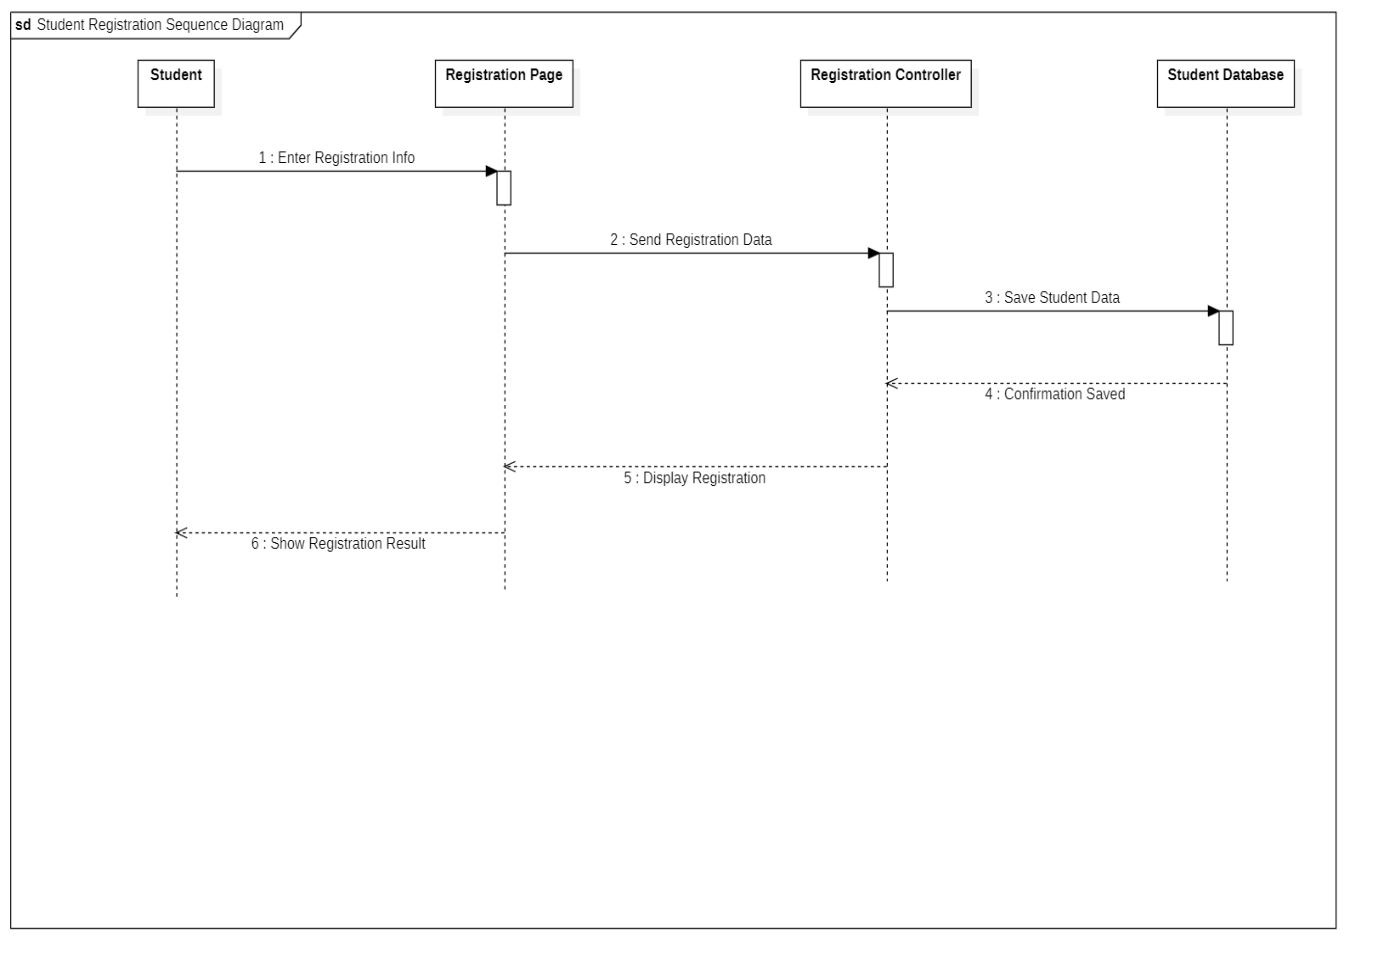 sd Student Registration Sequence Diagram
Student
Registration Page
Registration Controller
Student Database
1 : Enter Registration Info
2 : Send Registration Data
3 : Save Student Data
4 : Confirmation Saved
5 : Display Registration
6 : Show Registration Result